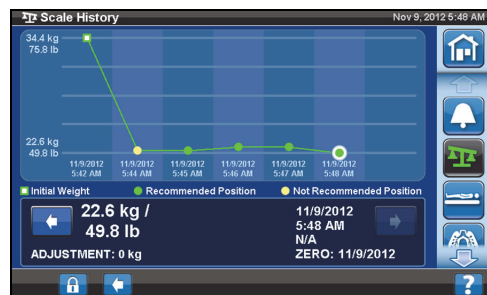 Scale History
Nov 9, 2012 5:48 AM
34.4 kg
75.8 lb
22.6 kg
49.8 lb
11/9/2012 11/9/2012 11/9/2012 11/9/2012 11/9/2012 11/9/2012
5:42 AM 5:44 AM 5:45 AM 5:46 AM 5:47 AM 5:48 AM
Initial Weight Recommended Position Not Recommended Position
22.6 kg /
49.8 lb
ADJUSTMENT: 0 kg
11/9/2012
5:48 AM
N/A
ZERO: 11/9/2012
?